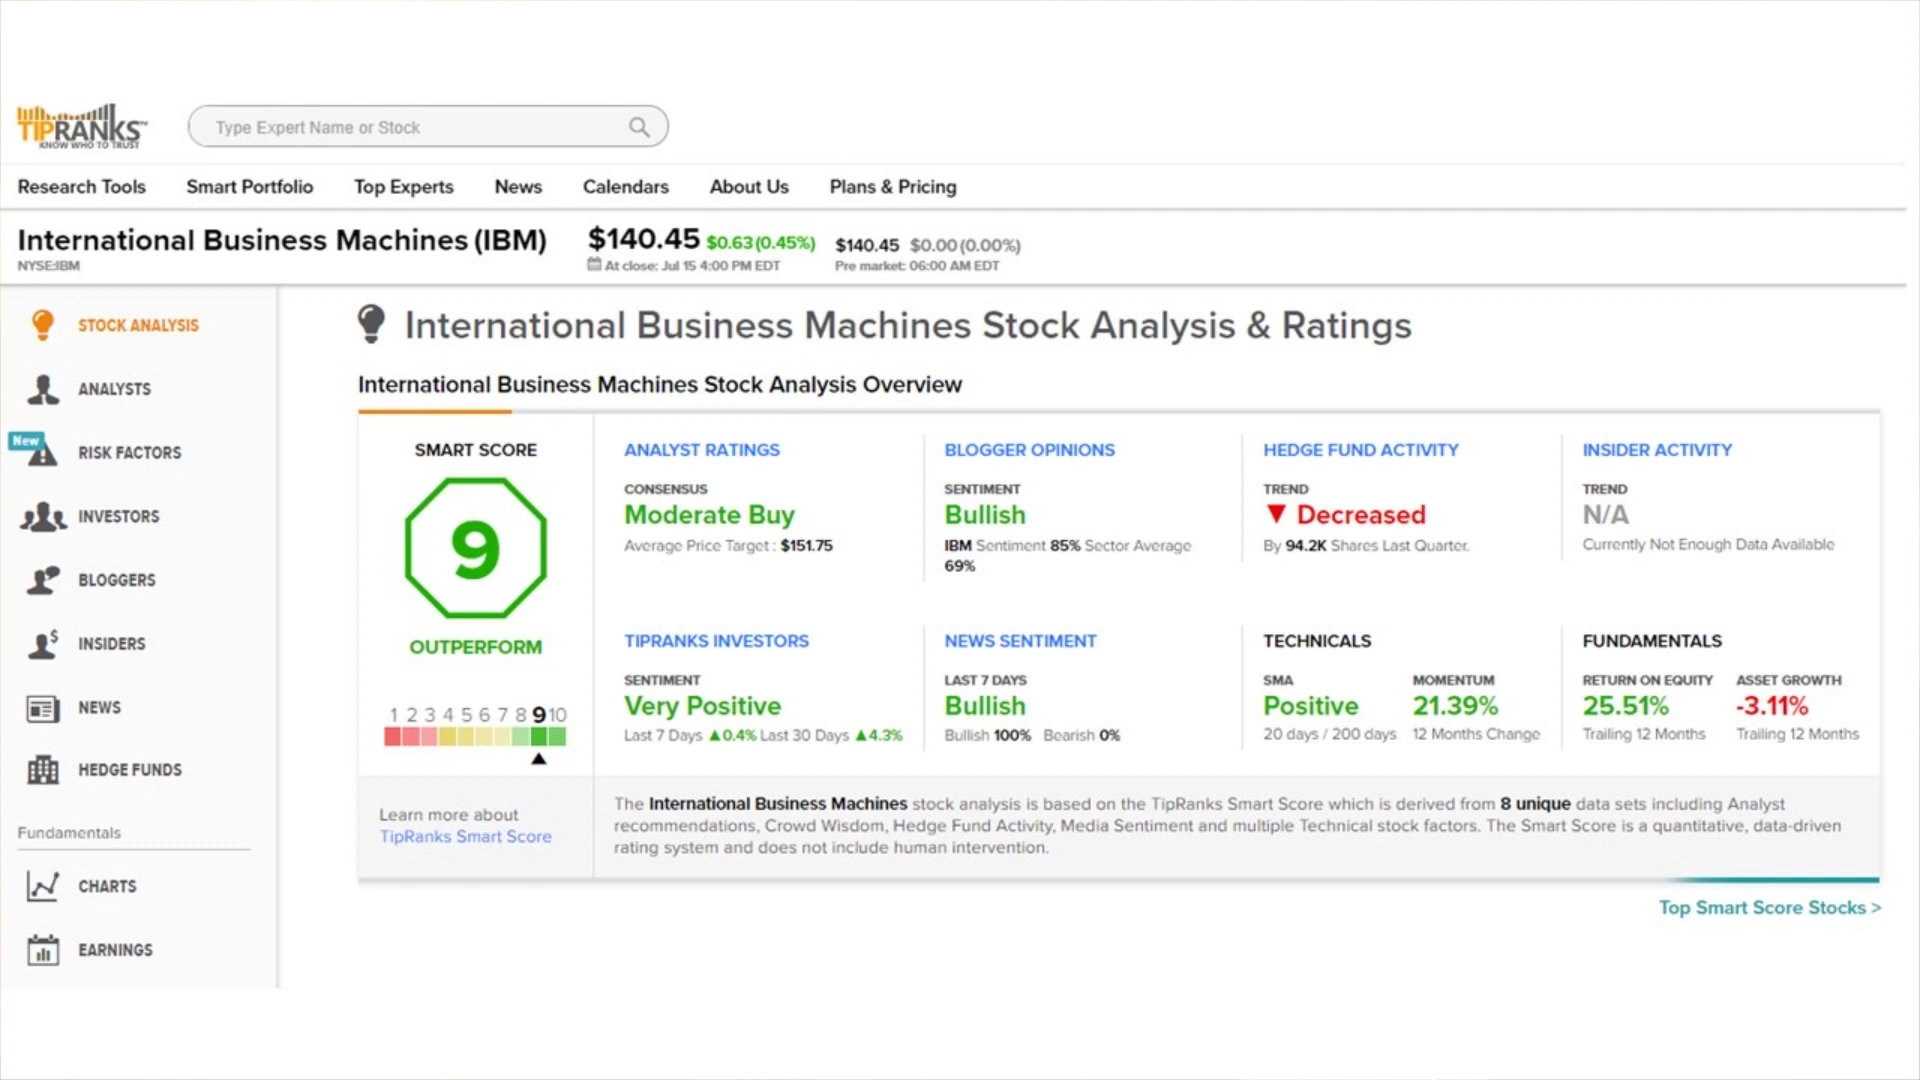 TIPRANKS™
KNOW WHO TO TRUST
Type Expert Name or Stock
Research Tools Smart Portfolio Top Experts News Calendars About Us Plans & Pricing
International Business Machines (IBM)
NYSE:IBM
$140.45 $0.63 (0.45%)
At close: Jul 15 4:00 PM EDT
$140.45 $0.00 (0.00%)
Pre market: 06:00 AM EDT
STOCK ANALYSIS
ANALYSTS
New
RISK FACTORS
INVESTORS
BLOGGERS
INSIDERS
NEWS
HEDGE FUNDS
Fundamentals
CHARTS
EARNINGS
International Business Machines Stock Analysis & Ratings
International Business Machines Stock Analysis Overview
SMART SCORE
9
OUTPERFORM
1 2 3 4 5 6 7 8 9 10
Learn more about
TipRanks Smart Score
ANALYST RATINGS
CONSENSUS
Moderate Buy
Average Price Target : $151.75
BLOGGER OPINIONS
SENTIMENT
Bullish
IBM Sentiment 85% Sector Average
69%
HEDGE FUND ACTIVITY
TREND
▼ Decreased
By 94.2K Shares Last Quarter.
INSIDER ACTIVITY
TREND
N/A
Currently Not Enough Data Available
TIPRANKS INVESTORS
SENTIMENT
Very Positive
Last 7 Days ▲0.4% Last 30 Days ▲4.3%
NEWS SENTIMENT
LAST 7 DAYS
Bullish
Bullish 100% Bearish 0%
TECHNICALS
SMA
Positive
20 days / 200 days
MOMENTUM
21.39%
12 Months Change
FUNDAMENTALS
RETURN ON EQUITY
25.51%
Trailing 12 Months
ASSET GROWTH
-3.11%
Trailing 12 Months
The International Business Machines stock analysis is based on the TipRanks Smart Score which is derived from 8 unique data sets including Analyst
recommendations, Crowd Wisdom, Hedge Fund Activity, Media Sentiment and multiple Technical stock factors. The Smart Score is a quantitative, data-driven
rating system and does not include human intervention.
Top Smart Score Stocks >